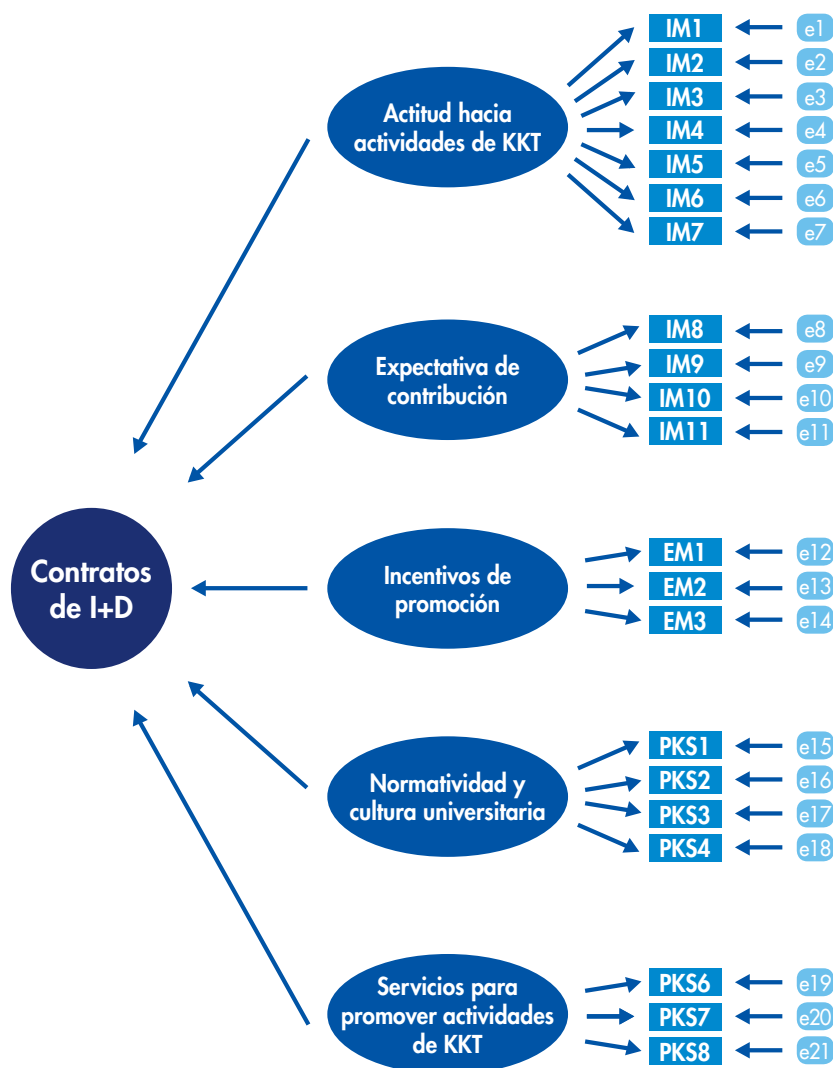 IM1
e1
IM2
e2
IM3
e3
Actitud hacia
actividades de KKT
IM4
e4
IM5
e5
IM6
e6
IM7
e7
IM8
e8
Expectativa de
contribución
IM9
e9
IM10
e10
IM11
e11
Contratos
de I+D
Incentivos de
promoción
EM1
e12
EM2
e13
EM3
e14
Normatividad y
cultura universitaria
PKS1
e15
PKS2
e16
PKS3
e17
PKS4
e18
Servicios para
promover actividades
de KKT
PKS6
e19
PKS7
e20
PKS8
e21